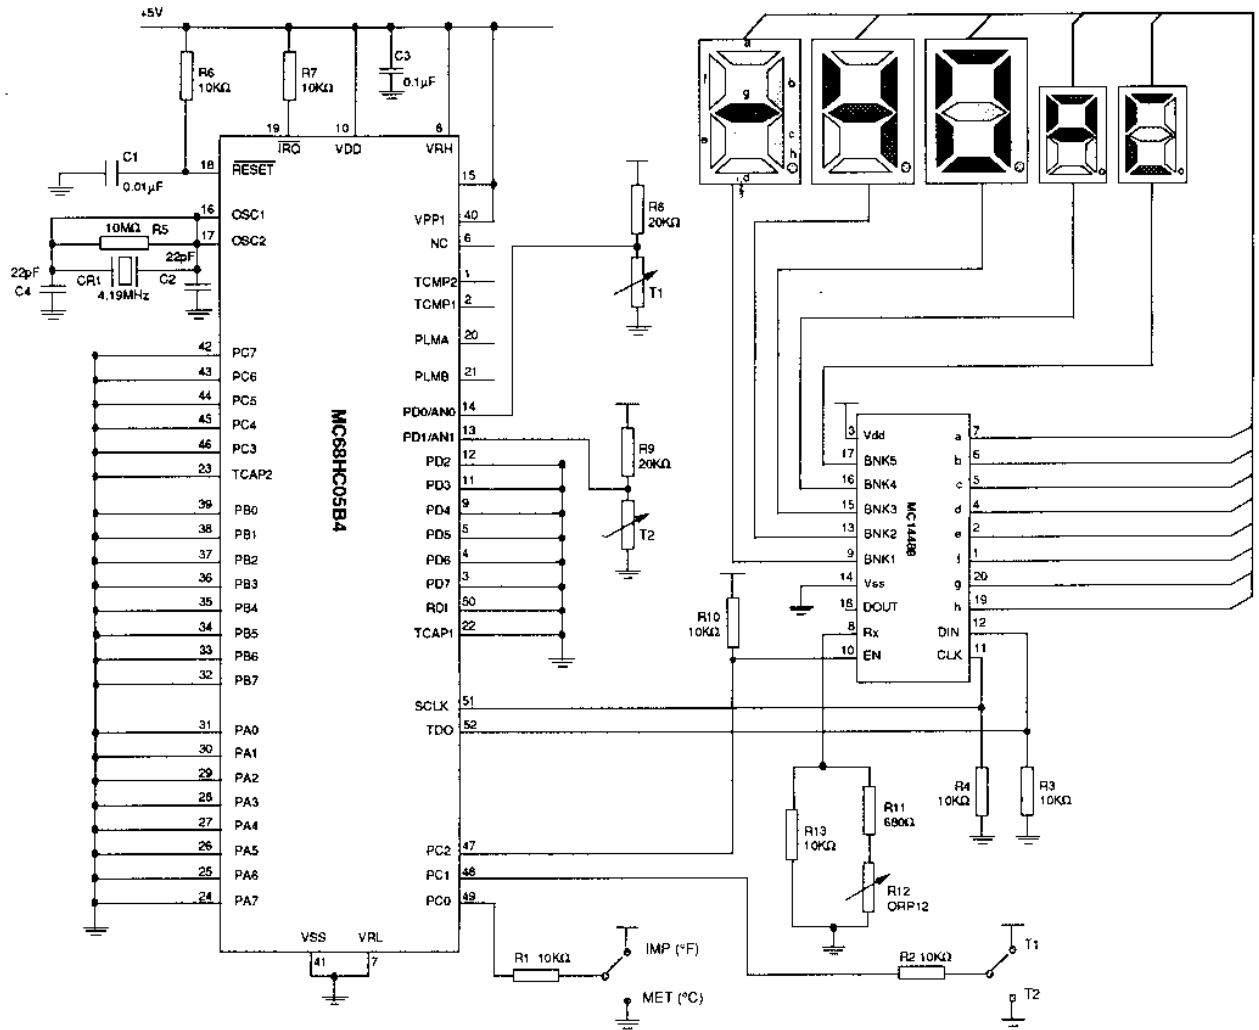 +5V
R6
10KΩ
R7
10KΩ
C3
0.1µF
19
10
8
IRQ
VDD
VRH
C1
0.01µF
18
RESET
15
16
OSC1
VPP1
40
10MΩ R5
17
OSC2
NC
6
22pF
22pF
C4
CR1
C2
4.19MHz
TCMP2
1
TCMP1
2
PLMA
20
PLMB
21
R8
20KΩ
T1
42
PC7
43
PC6
44
PC5
45
PC4
46
PC3
23
TCAP2
39
PB0
38
PB1
37
PB2
36
PB3
35
PB4
34
PB5
33
PB6
32
PB7
31
PA0
30
PA1
29
PA2
28
PA3
27
PA4
26
PA5
25
PA6
24
PA7
MC68HC05B4
PD0/AN0
14
PD1/AN1
13
PD2
12
PD3
11
PD4
9
PD5
5
PD6
4
PD7
3
RDI
50
TCAP1
22
SCLK
51
TDO
52
PC2
47
PC1
48
PC0
49
VSS
VRL
41
7
R9
20KΩ
T2
a
b
c
d
e
f
g
h
3
Vdd
17
BNK5
16
BNK4
15
BNK3
13
BNK2
9
BNK1
14
Vss
18
DOUT
8
Rx
10
EN
MC14489
a
7
b
6
c
5
d
4
e
2
f
1
g
20
h
19
DIN
12
CLK
11
R10
10KΩ
R4
10KΩ
R3
10KΩ
R13
10KΩ
R11
680Ω
R12
ORP12
R1 10KΩ
IMP (°F)
MET (°C)
R2 10KΩ
T1
T2